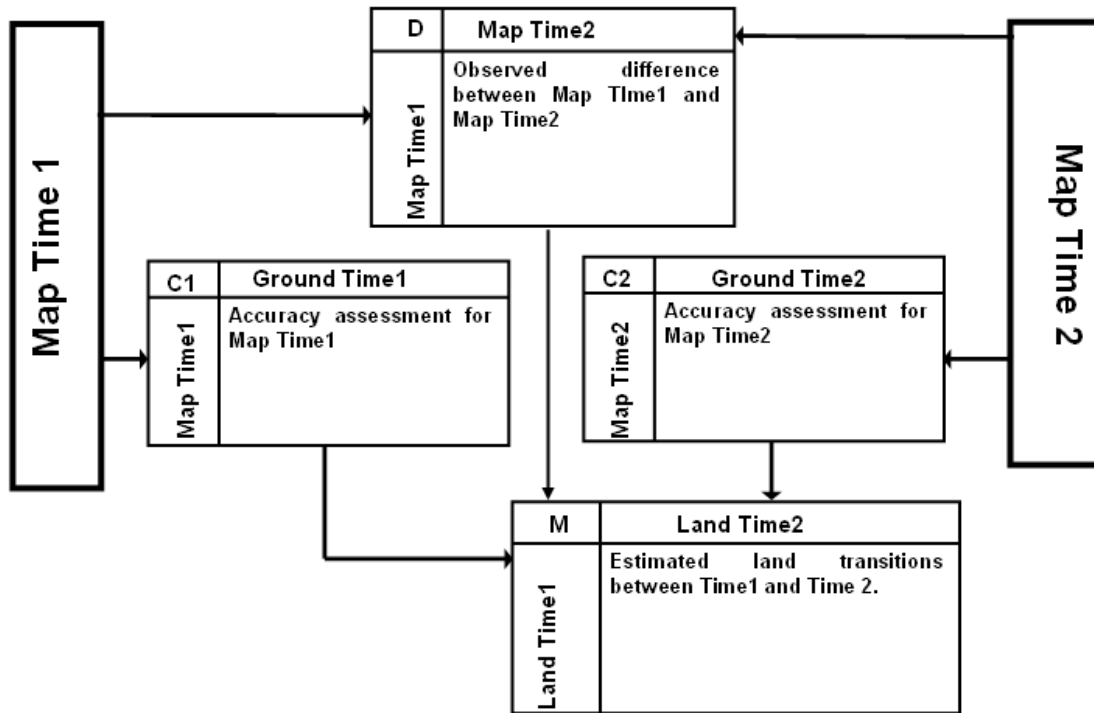 Map Time 1
D
Map Time2
Map Time1
Observed difference
between Map TIme1 and
Map Time2
Map Time 2
C1
Ground Time1
Map Time1
Accuracy assessment for
Map Time1
C2
Ground Time2
Map Time2
Accuracy assessment for
Map Time2
M
Land Time2
Land Time1
Estimated land transitions
between Time1 and Time 2.